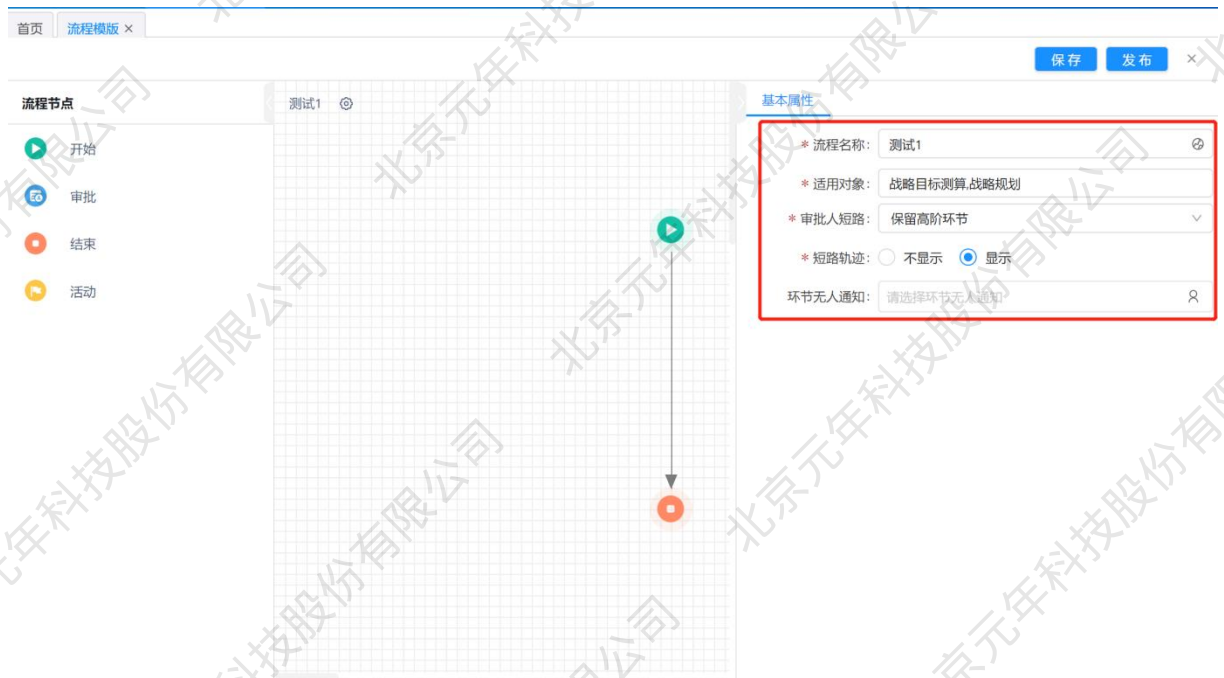 首页 流程模版 ×
保存 发布 ×
流程节点
开始
审批
结束
活动
测试1
基本属性
* 流程名称: 测试1
* 适用对象: 战略目标测算,战略规划
* 审批人短路: 保留高阶环节
* 短路轨迹: 不显示 显示
环节无人通知: 请选择环节无人通知
北京元年科技股份有限公司